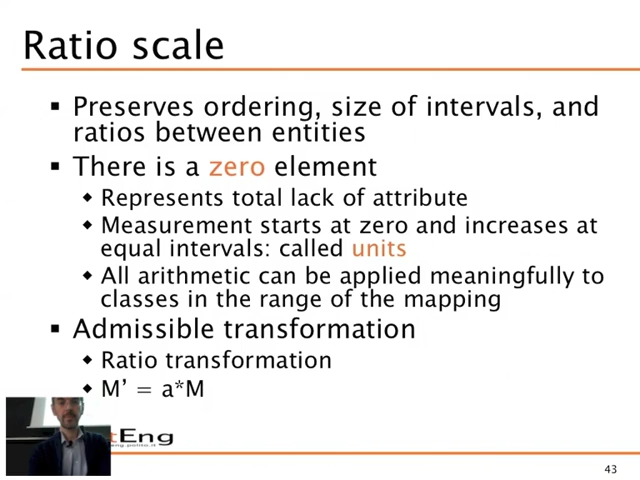 Ratio scale
▪ Preserves ordering, size of intervals, and
ratios between entities
▪ There is a zero element
◆ Represents total lack of attribute
◆ Measurement starts at zero and increases at
equal intervals: called units
◆ All arithmetic can be applied meaningfully to
classes in the range of the mapping
▪ Admissible transformation
◆ Ratio transformation
◆ M' = a*M
tEng
43